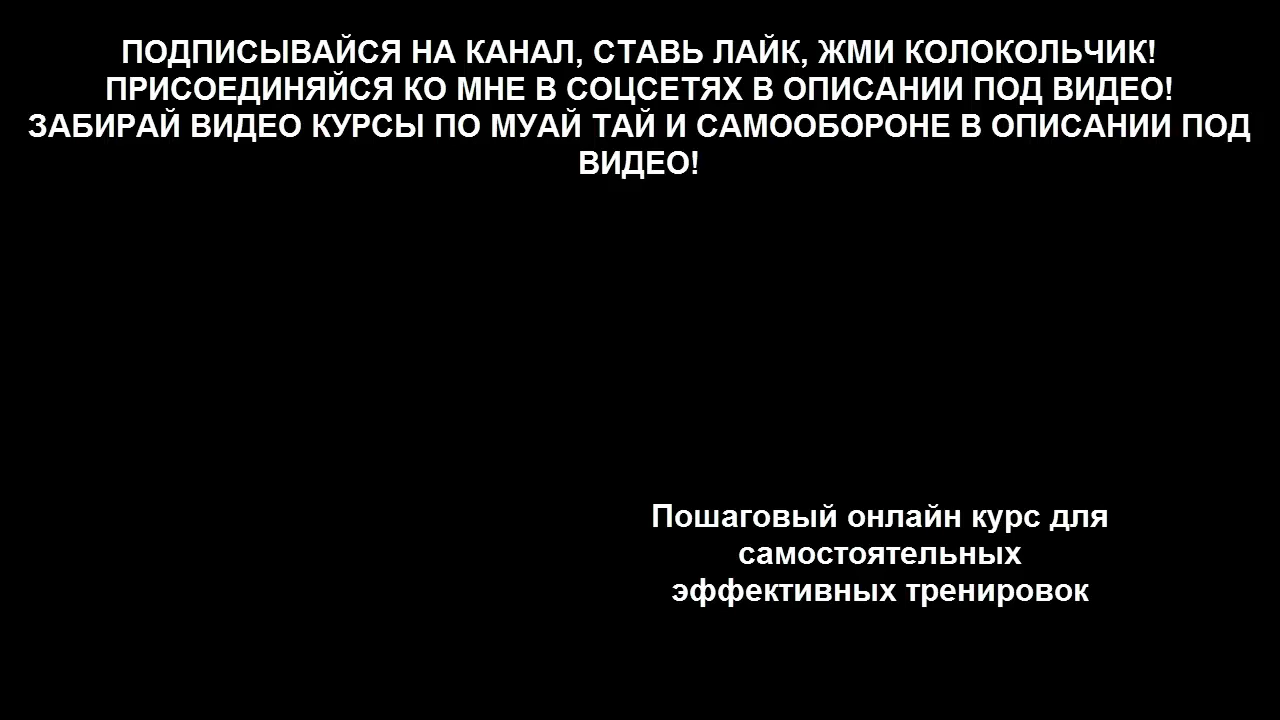 ПОДПИСЫВАЙСЯ НА КАНАЛ, СТАВЬ ЛАЙК, ЖМИ КОЛОКОЛЬЧИК!
ПРИСОЕДИНЯЙСЯ КО МНЕ В СОЦСЕТЯХ В ОПИСАНИИ ПОД ВИДЕО!
ЗАБИРАЙ ВИДЕО КУРСЫ ПО МУАЙ ТАЙ И САМООБОРОНЕ В ОПИСАНИИ ПОД
ВИДЕО!
Пошаговый онлайн курс для
самостоятельных
эффективных тренировок